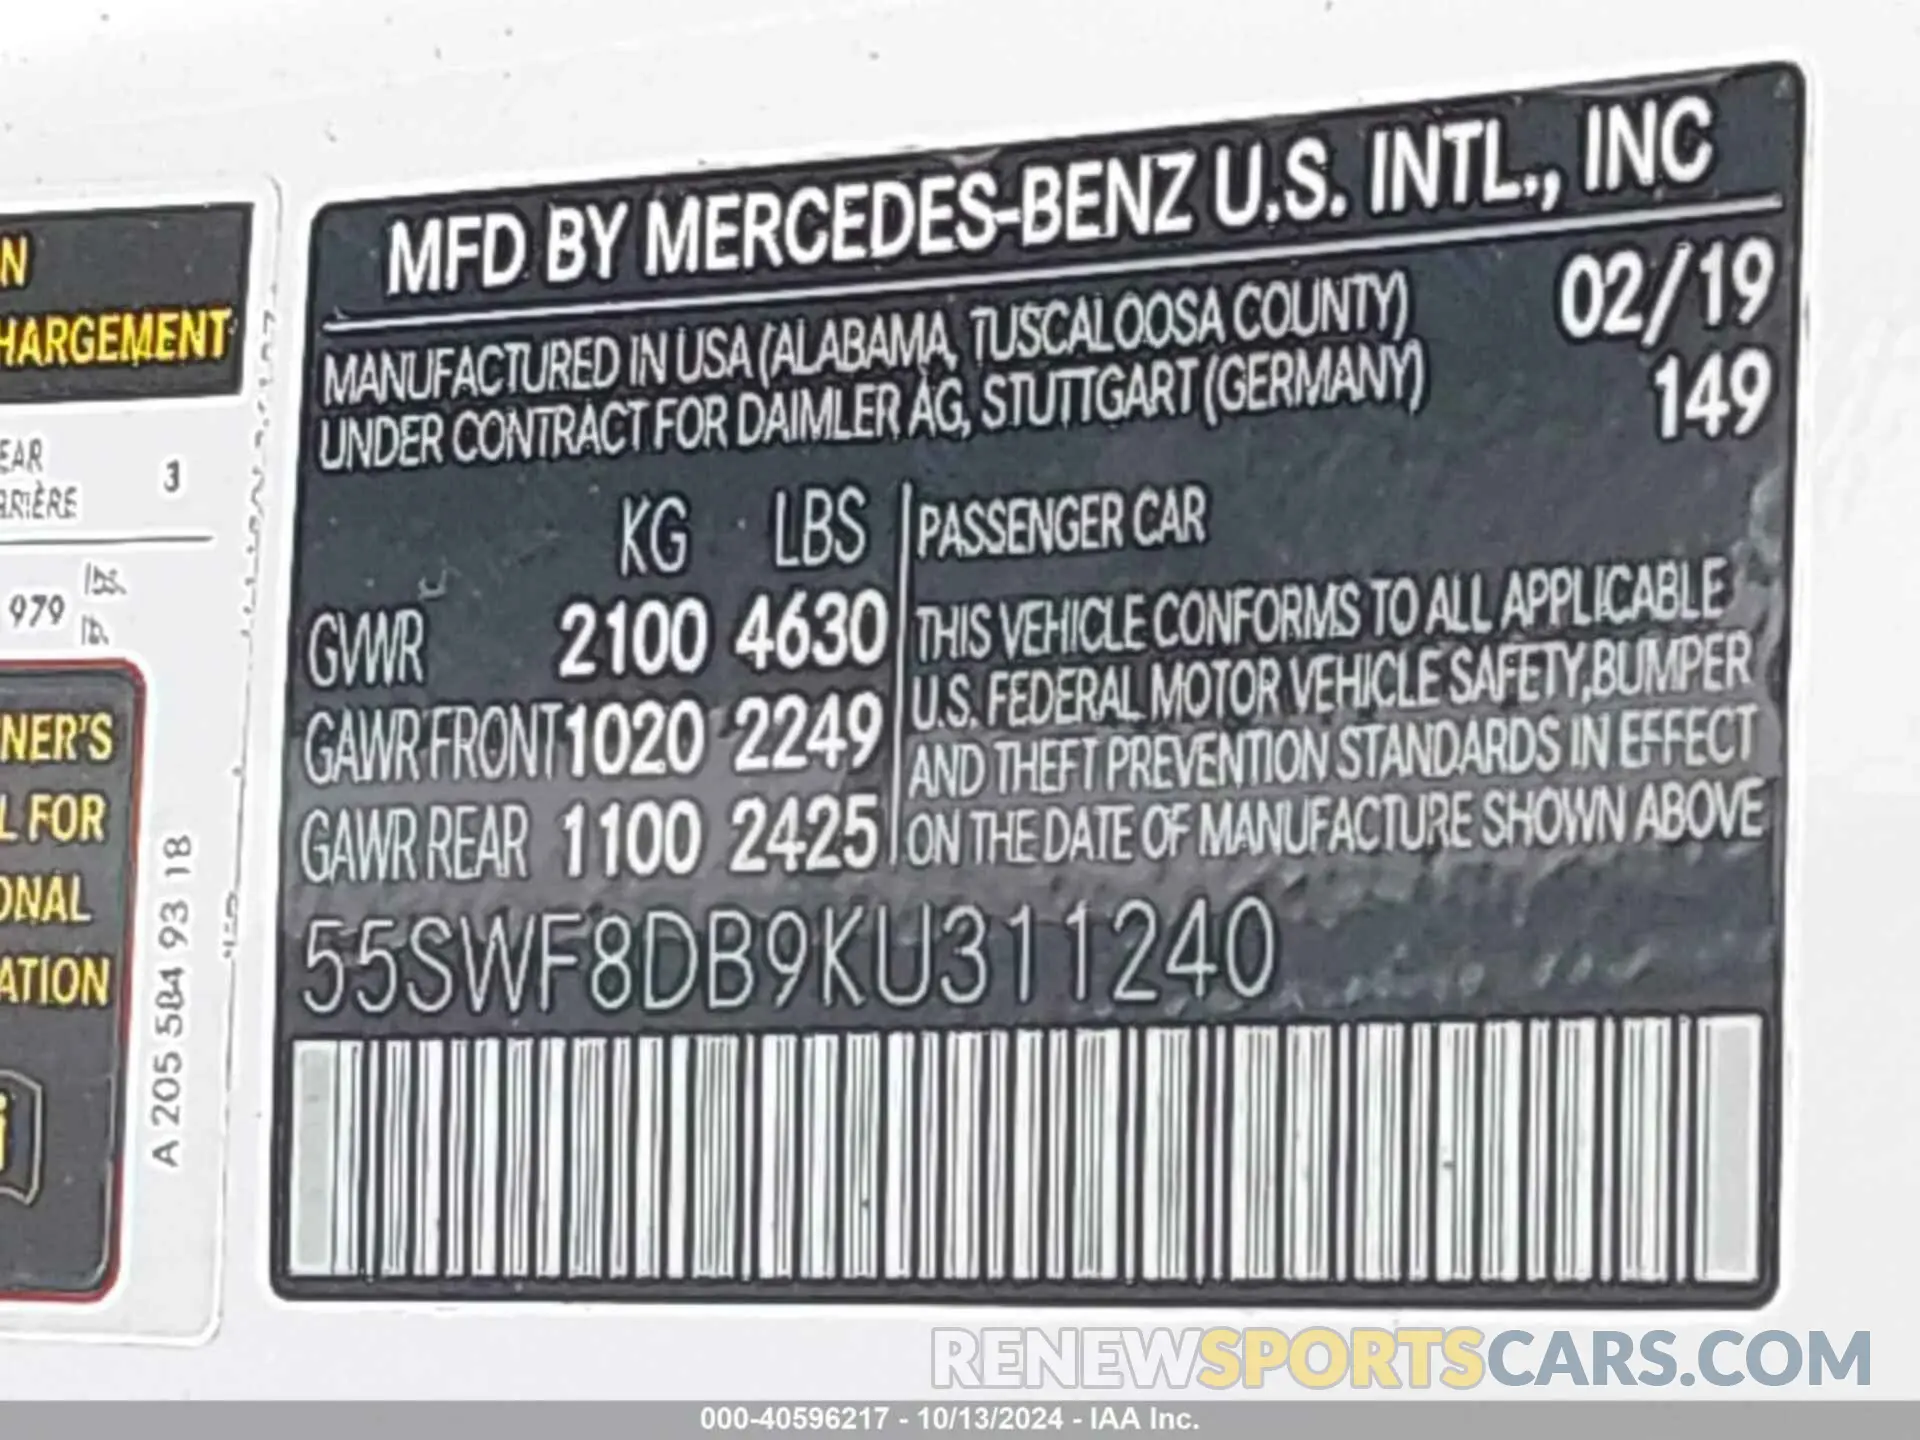 MFD BY MERCEDES-BENZ U.S. INTL., INC
MANUFACTURED IN USA (ALABAMA, TUSCALOOSA COUNTY) 02/19
UNDER CONTRACT FOR DAIMLER AG, STUTTGART (GERMANY) 149
KG LBS
GVWR 2100 4630
GAWR FRONT 1020 2249
GAWR REAR 1100 2425
PASSENGER CAR
THIS VEHICLE CONFORMS TO ALL APPLICABLE
U.S. FEDERAL MOTOR VEHICLE SAFETY, BUMPER
AND THEFT PREVENTION STANDARDS IN EFFECT
ON THE DATE OF MANUFACTURE SHOWN ABOVE
55SWF8DB9KU311240
N
HARGEMENT
EAR 3
979
NER'S
L FOR
ONAL
ATION
A 205 584 93 18
RENEWSPORTSCARS.COM
000-40596217 - 10/13/2024 - IAA Inc.